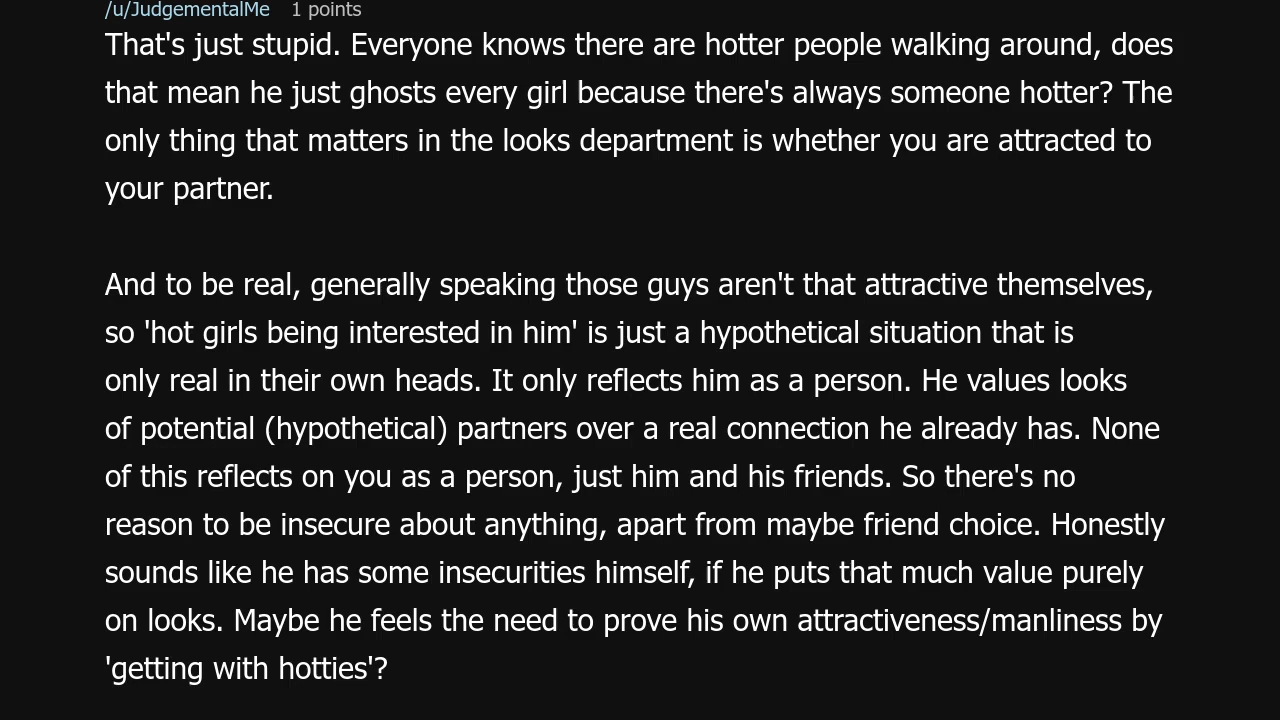 /u/JudgementalMe 1 points
That's just stupid. Everyone knows there are hotter people walking around, does
that mean he just ghosts every girl because there's always someone hotter? The
only thing that matters in the looks department is whether you are attracted to
your partner.
And to be real, generally speaking those guys aren't that attractive themselves,
so 'hot girls being interested in him' is just a hypothetical situation that is
only real in their own heads. It only reflects him as a person. He values looks
of potential (hypothetical) partners over a real connection he already has. None
of this reflects on you as a person, just him and his friends. So there's no
reason to be insecure about anything, apart from maybe friend choice. Honestly
sounds like he has some insecurities himself, if he puts that much value purely
on looks. Maybe he feels the need to prove his own attractiveness/manliness by
'getting with hotties'?